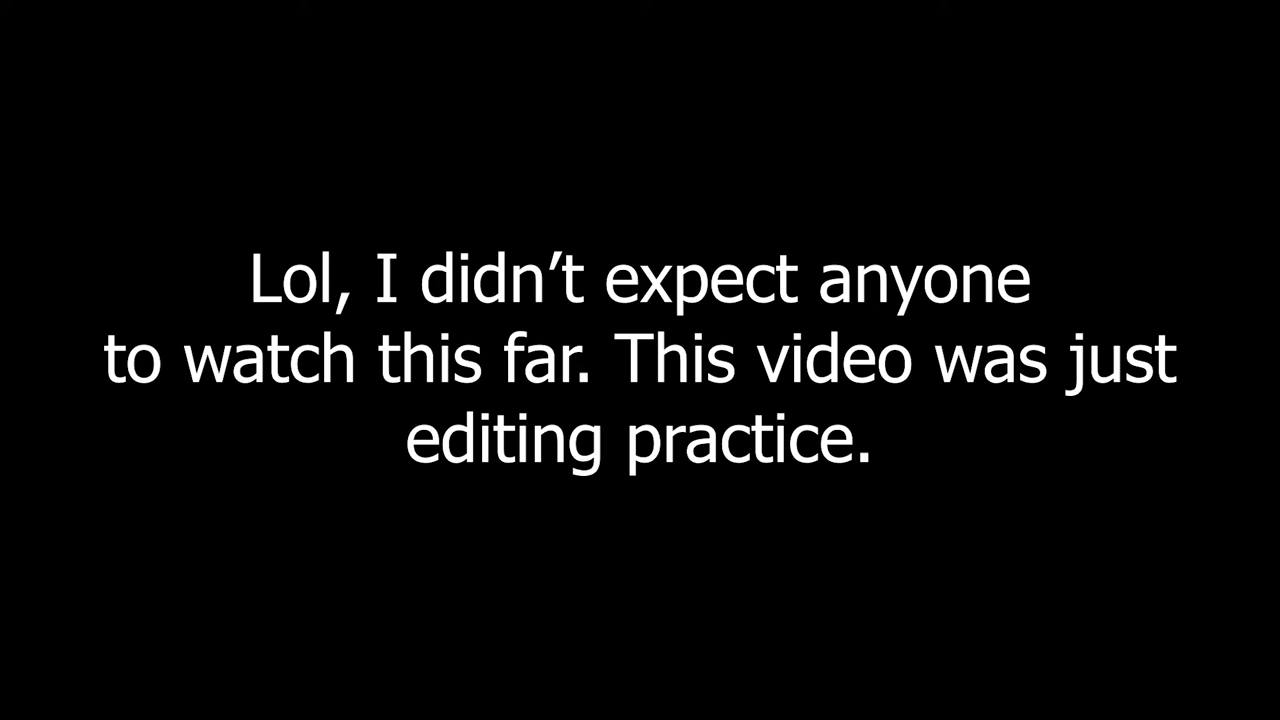 Lol, I didn’t expect anyone
to watch this far. This video was just
editing practice.